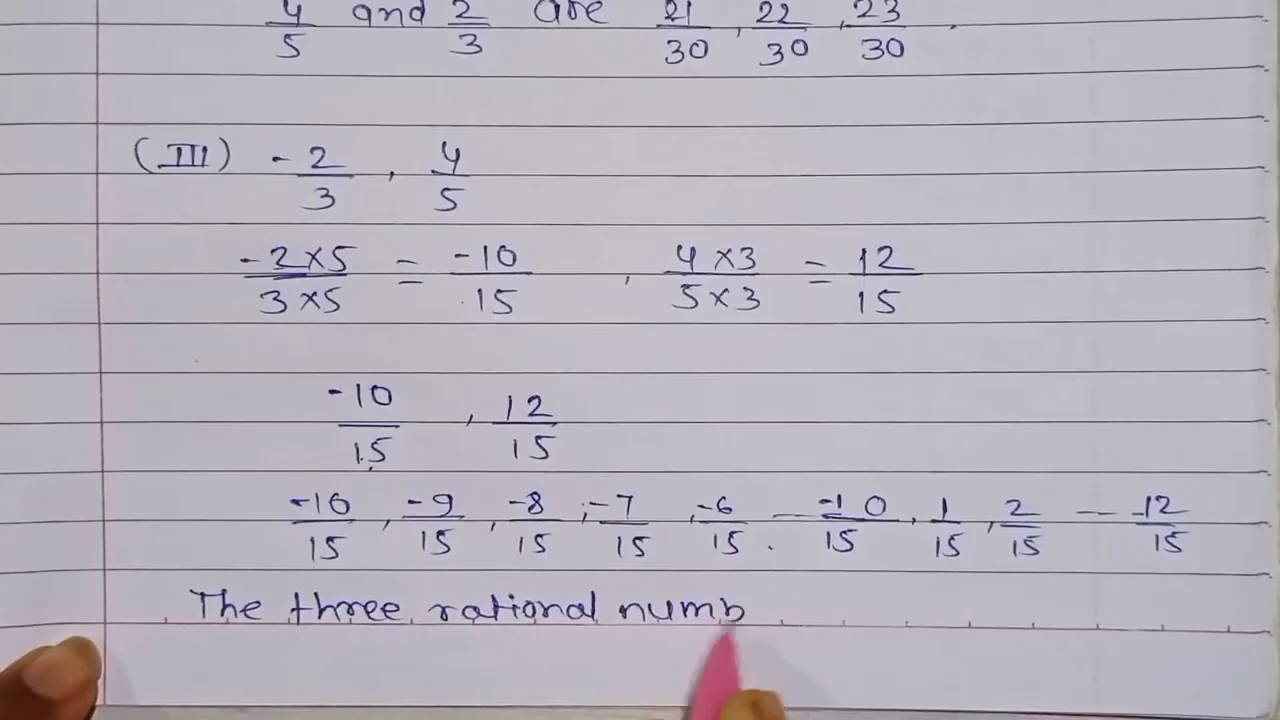 4/5 and 2/3 are 21/30, 22/30, 23/30.
(III) -2/3, 4/5
-2×5/3×5 = -10/15, 4×3/5×3 = 12/15
-10/15, 12/15
-10/15, -9/15, -8/15, -7/15, -6/15. — -1 0/15, 1/15, 2/15 — 12/15
The three rational numb